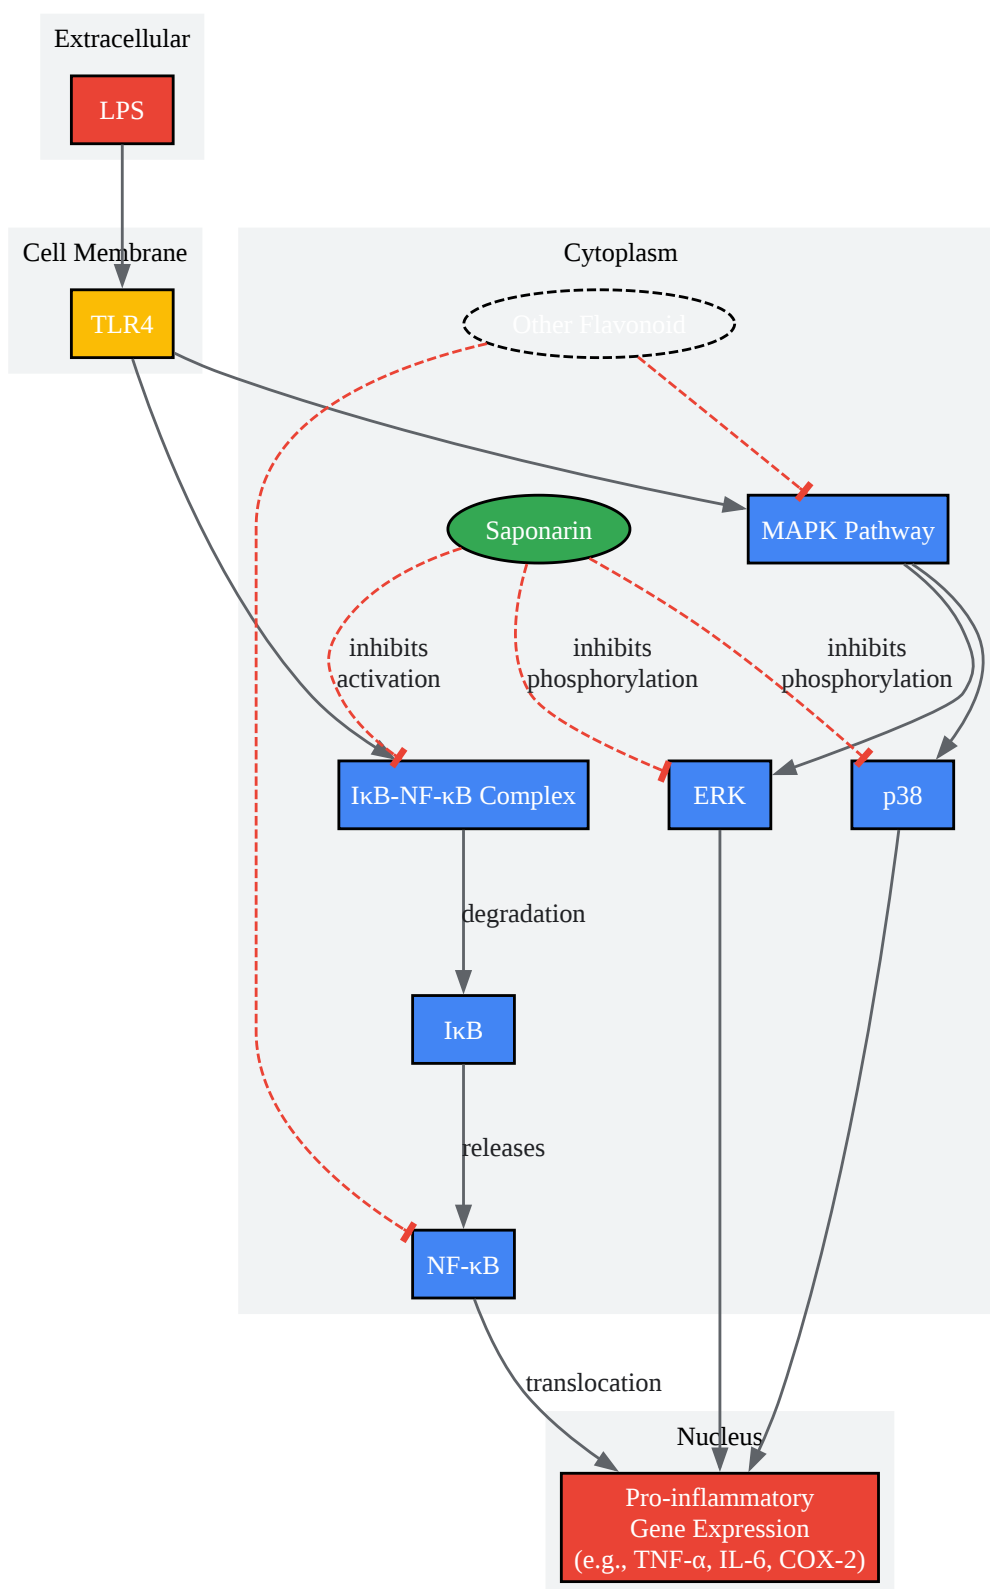 Extracellular
LPS
Cell Membrane
TLR4
Cytoplasm
Other Flavonoid
Saponarin
MAPK Pathway
inhibits
activation
inhibits
phosphorylation
inhibits
phosphorylation
IκB-NF-κB Complex
ERK
p38
degradation
IκB
releases
NF-κB
translocation
Nucleus
Pro-inflammatory
Gene Expression
(e.g., TNF-α, IL-6, COX-2)